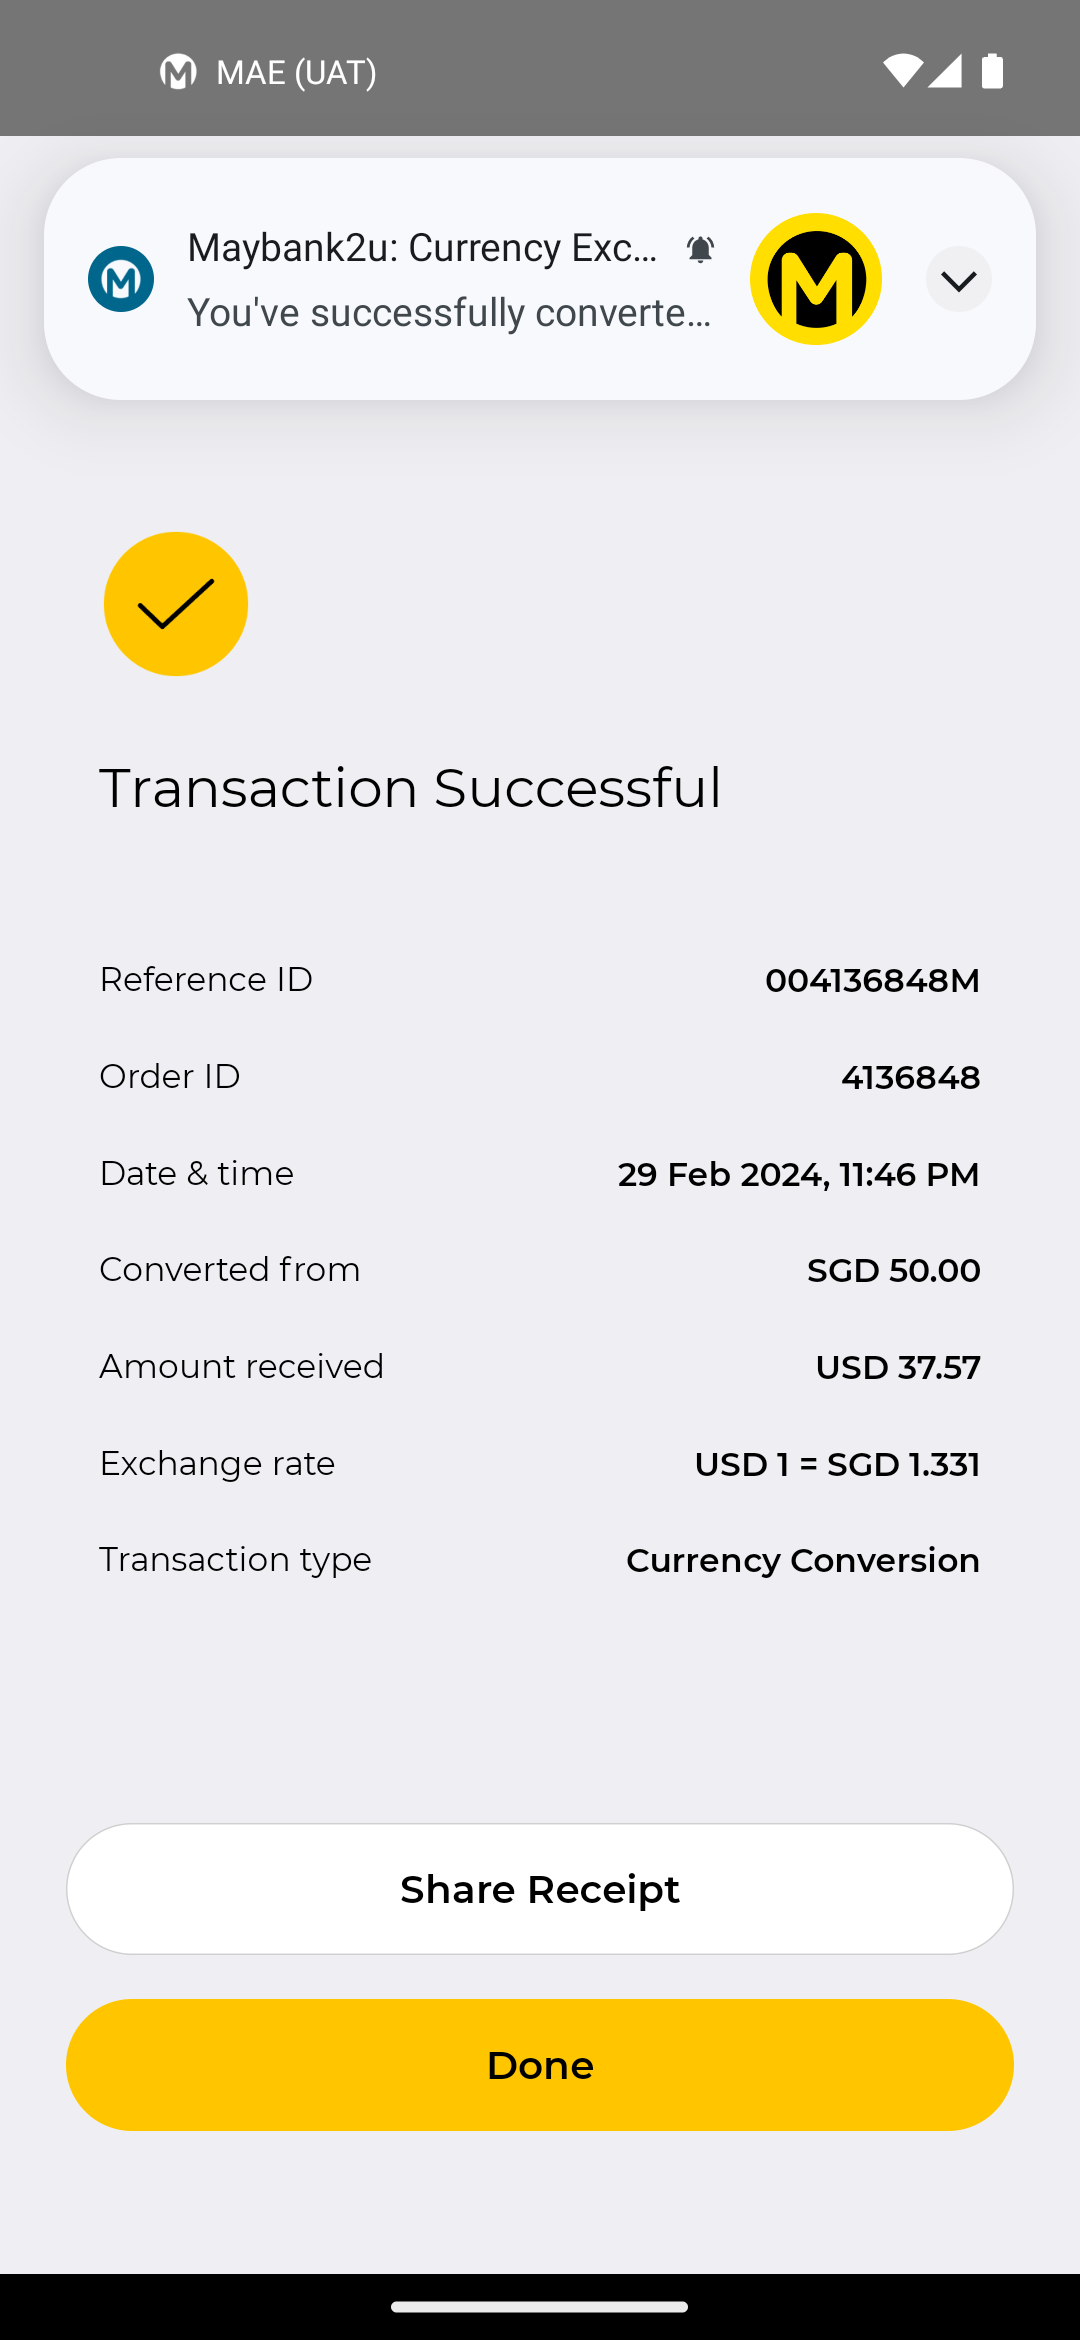 MAE (UAT)
Maybank2u: Currency Exc...
You've successfully converte...
Transaction Successful
Reference ID 004136848M
Order ID 4136848
Date & time 29 Feb 2024, 11:46 PM
Converted from SGD 50.00
Amount received USD 37.57
Exchange rate USD 1 = SGD 1.331
Transaction type Currency Conversion
Share Receipt
Done